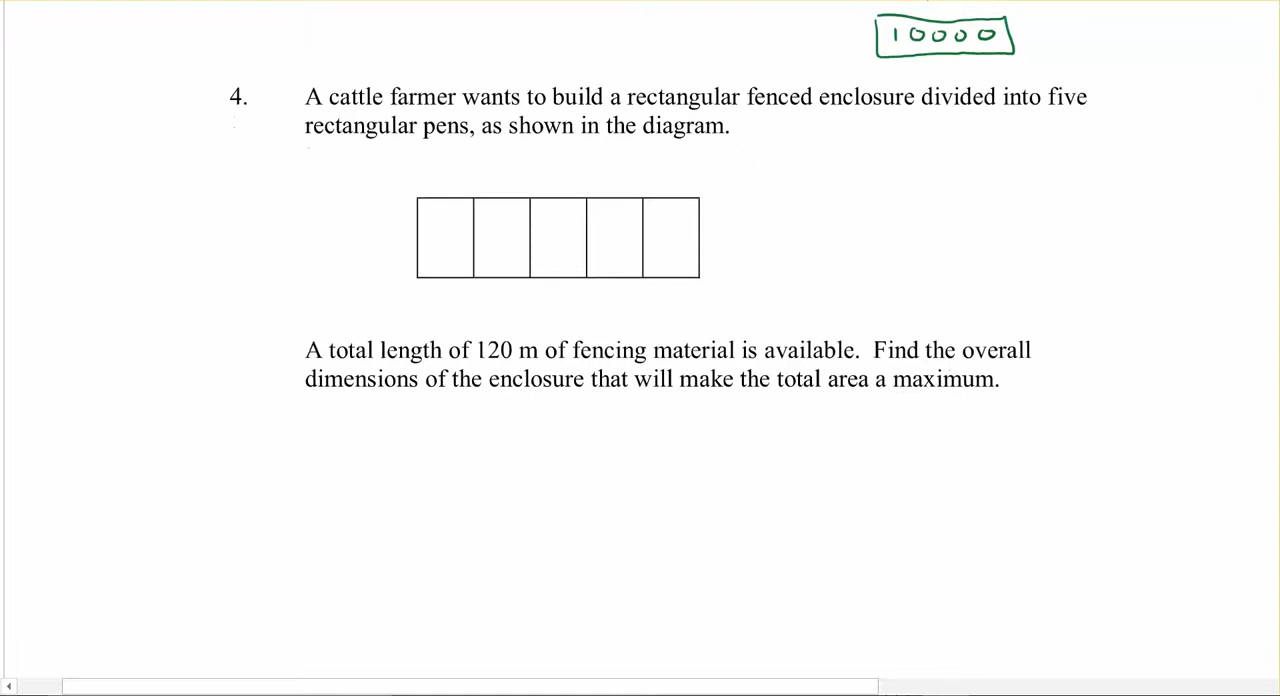 10000
4. A cattle farmer wants to build a rectangular fenced enclosure divided into five
rectangular pens, as shown in the diagram.
A total length of 120 m of fencing material is available. Find the overall
dimensions of the enclosure that will make the total area a maximum.